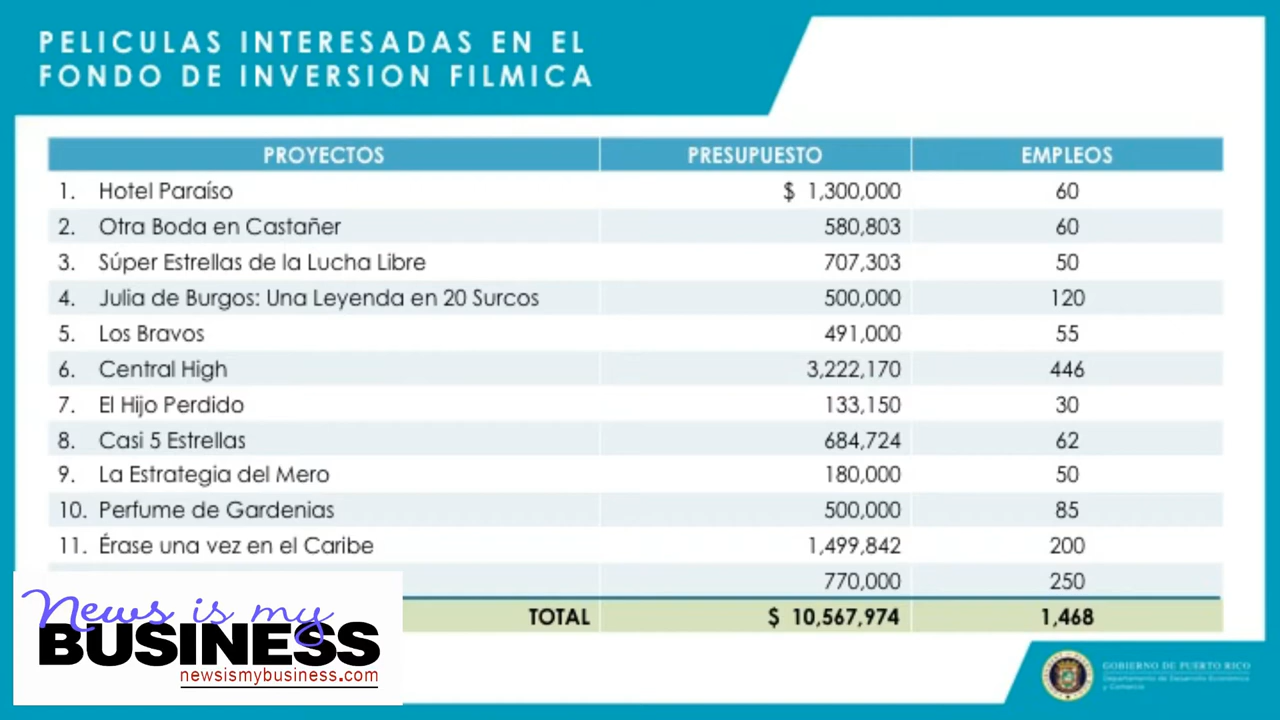 PELICULAS INTERESADAS EN EL
FONDO DE INVERSION FILMICA
PROYECTOS PRESUPUESTO EMPLEOS
1. Hotel Paraíso $ 1,300,000 60
2. Otra Boda en Castañer 580,803 60
3. Súper Estrellas de la Lucha Libre 707,303 50
4. Julia de Burgos: Una Leyenda en 20 Surcos 500,000 120
5. Los Bravos 491,000 55
6. Central High 3,222,170 446
7. El Hijo Perdido 133,150 30
8. Casi 5 Estrellas 684,724 62
9. La Estrategia del Mero 180,000 50
10. Perfume de Gardenias 500,000 85
11. Érase una vez en el Caribe 1,499,842 200
770,000 250
TOTAL $ 10,567,974 1,468
News is my
BUSINESS
newsismybusiness.com
GOBIERNO DE PUERTO RICO
Departamento de Desarrollo Económico
y Comercio